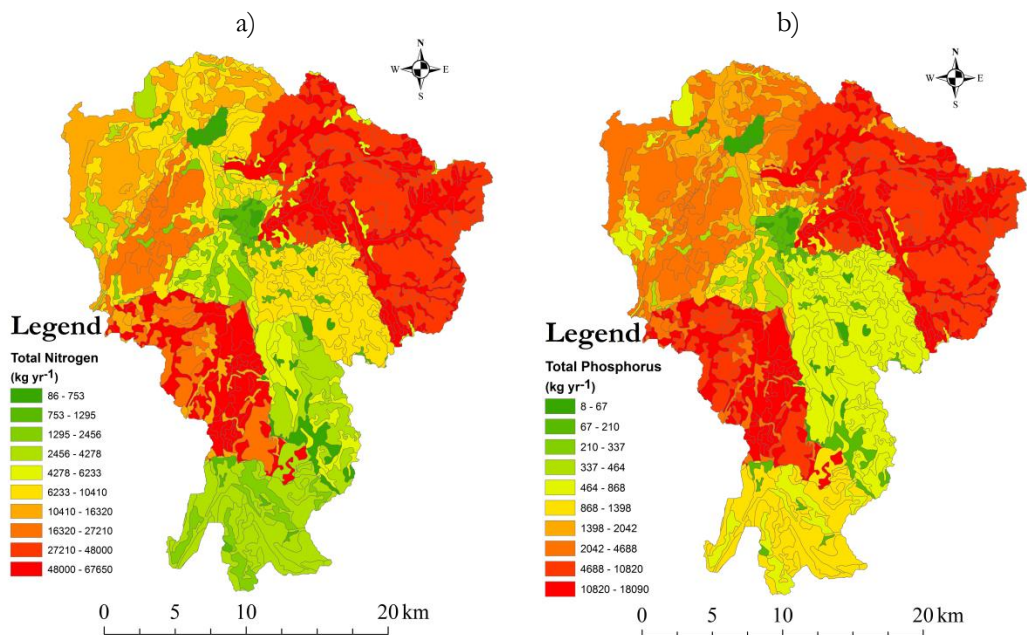 a)
N
W E
S
Legend
Total Nitrogen
(kg yr-1)
86 - 753
753 - 1295
1295 - 2456
2456 - 4278
4278 - 6233
6233 - 10410
10410 - 16320
16320 - 27210
27210 - 48000
48000 - 67650
0 5 10 20 km
b)
N
W E
S
Legend
Total Phosphorus
(kg yr-1)
8 - 67
67 - 210
210 - 337
337 - 464
464 - 868
868 - 1398
1398 - 2042
2042 - 4688
4688 - 10820
10820 - 18090
0 5 10 20 km